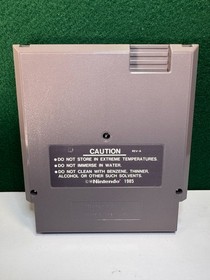 CAUTION REV-A
●DO NOT STORE IN EXTREME TEMPERATURES.
●DO NOT IMMERSE IN WATER.
●DO NOT CLEAN WITH BENZENE, THINNER,
ALCOHOL OR OTHER SUCH SOLVENTS.
Nintendo 1985